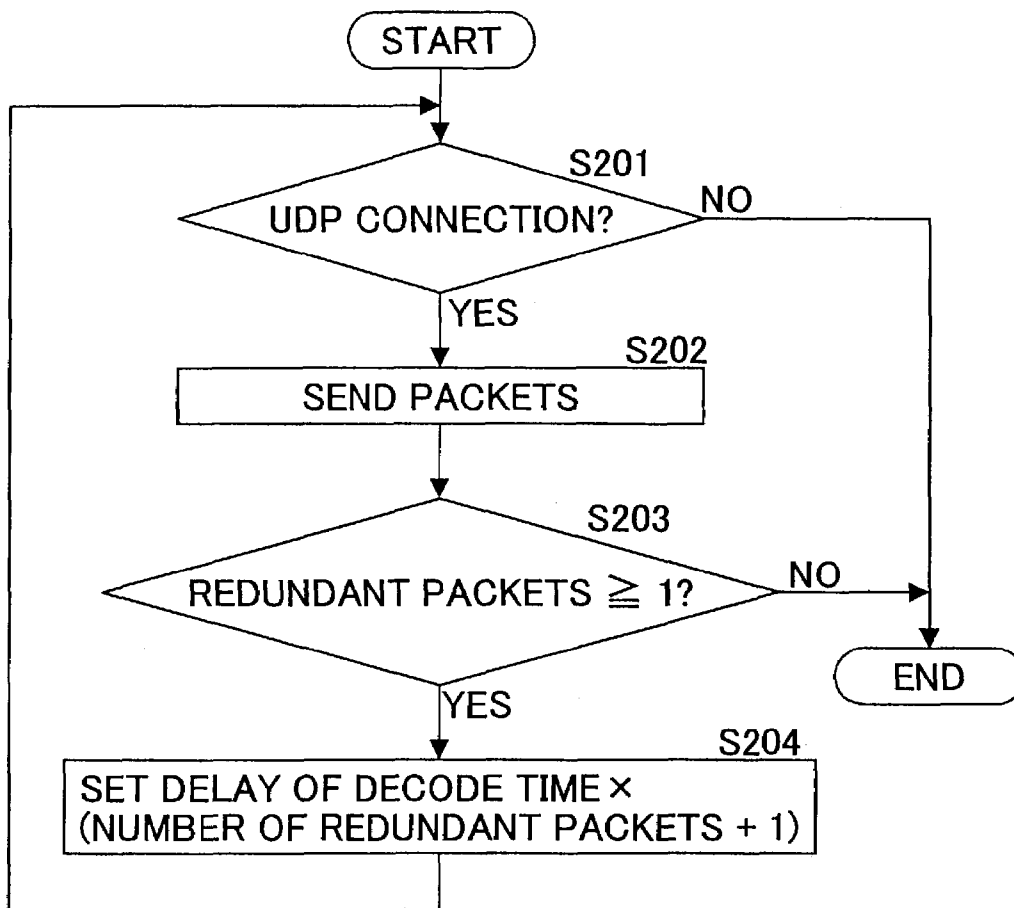 START
S201
UDP CONNECTION?
NO
YES
S202
SEND PACKETS
S203
REDUNDANT PACKETS ≧ 1?
NO
YES
END
S204
SET DELAY OF DECODE TIME ×
(NUMBER OF REDUNDANT PACKETS + 1)